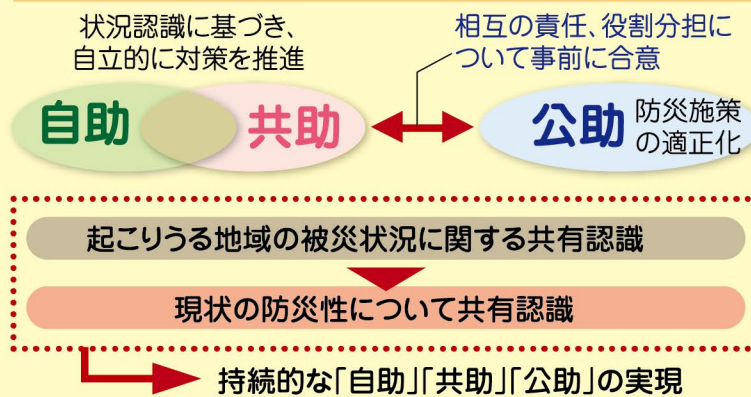 状況認識に基づき、
自立的に対策を推進
相互の責任、役割分担に
ついて事前に合意
自助
共助
公助
防災施策
の適正化
起こりうる地域の被災状況に関する共有認識
現状の防災性について共有認識
持続的な「自助」「共助」「公助」の実現